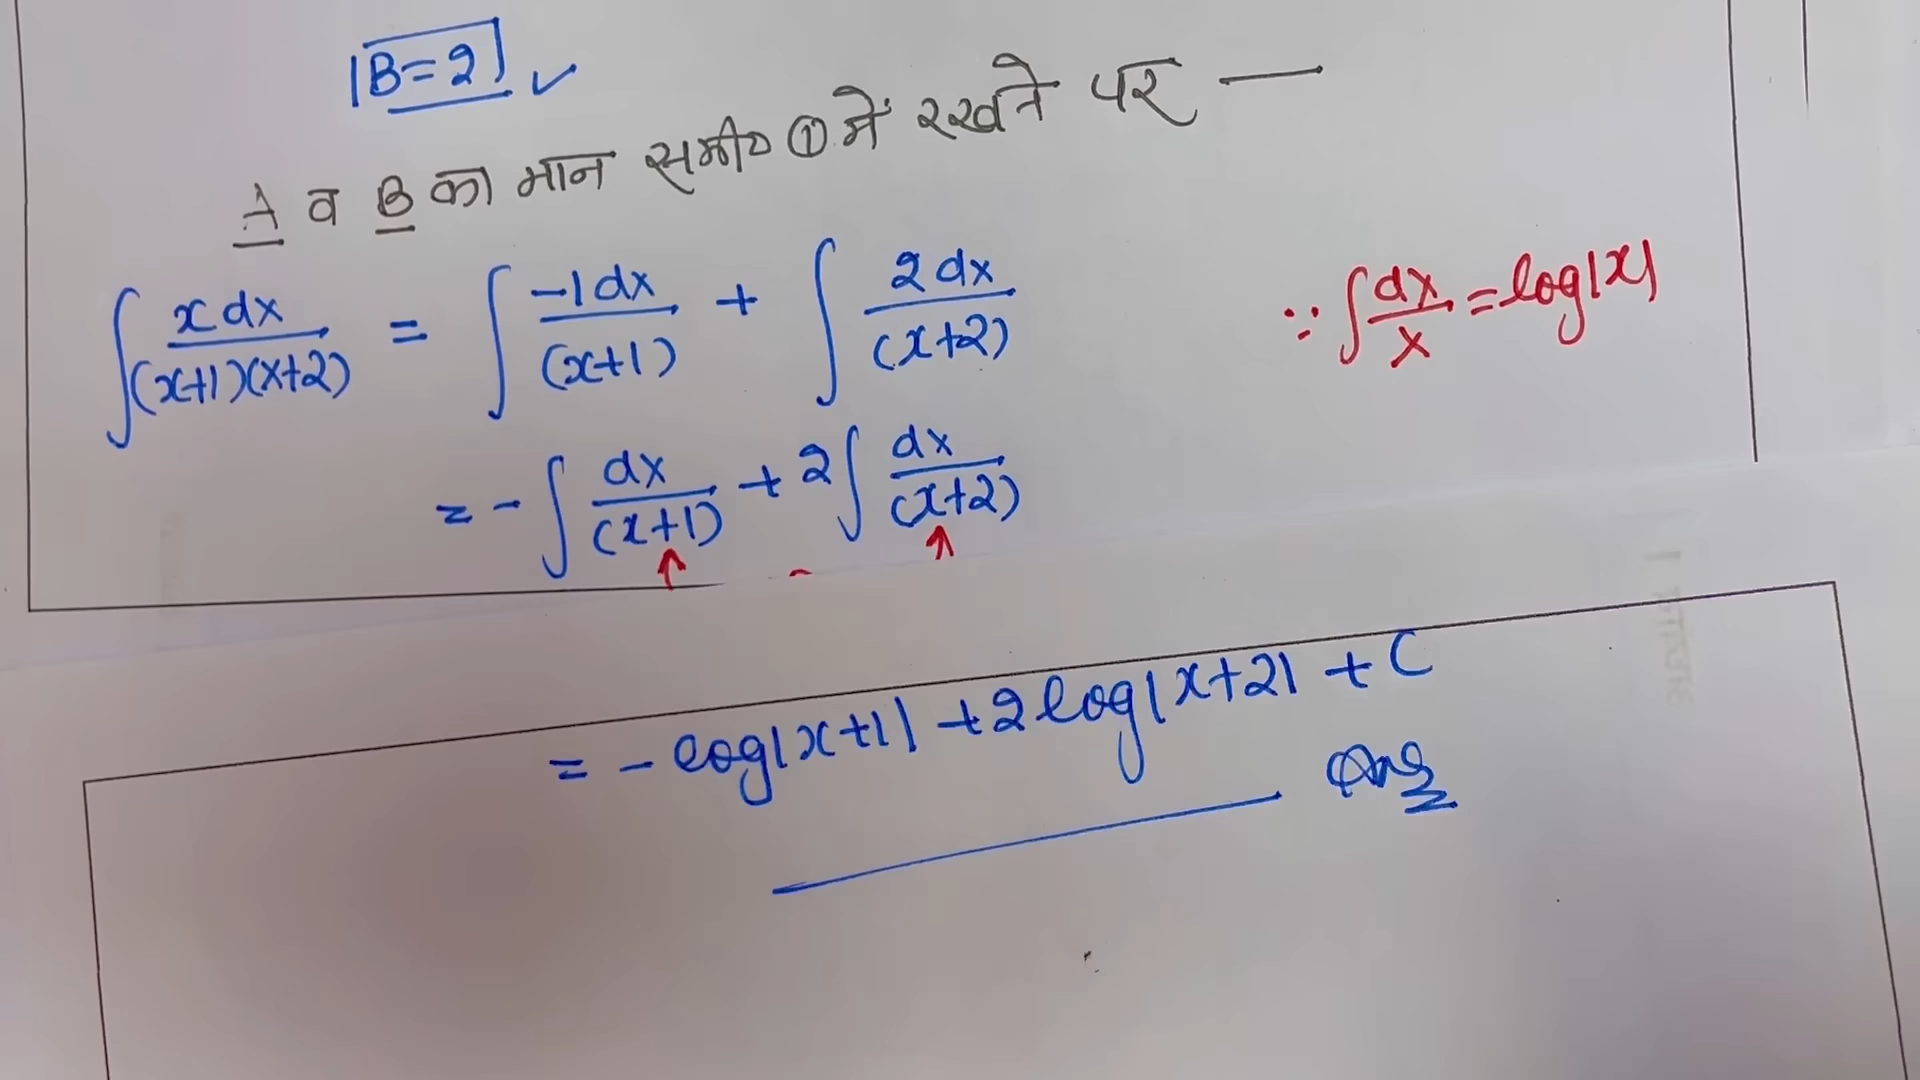 |B=2| ✓
A व B का मान समी० ① में रखने पर —
∫ x dx / (x+1)(x+2) = ∫ -1 dx / (x+1) + ∫ 2 dx / (x+2)
∵ ∫ dx / x = log|x|
= - ∫ dx / (x+1) + 2 ∫ dx / (x+2)
= - log|x+1| + 2 log|x+2| + C
Ans